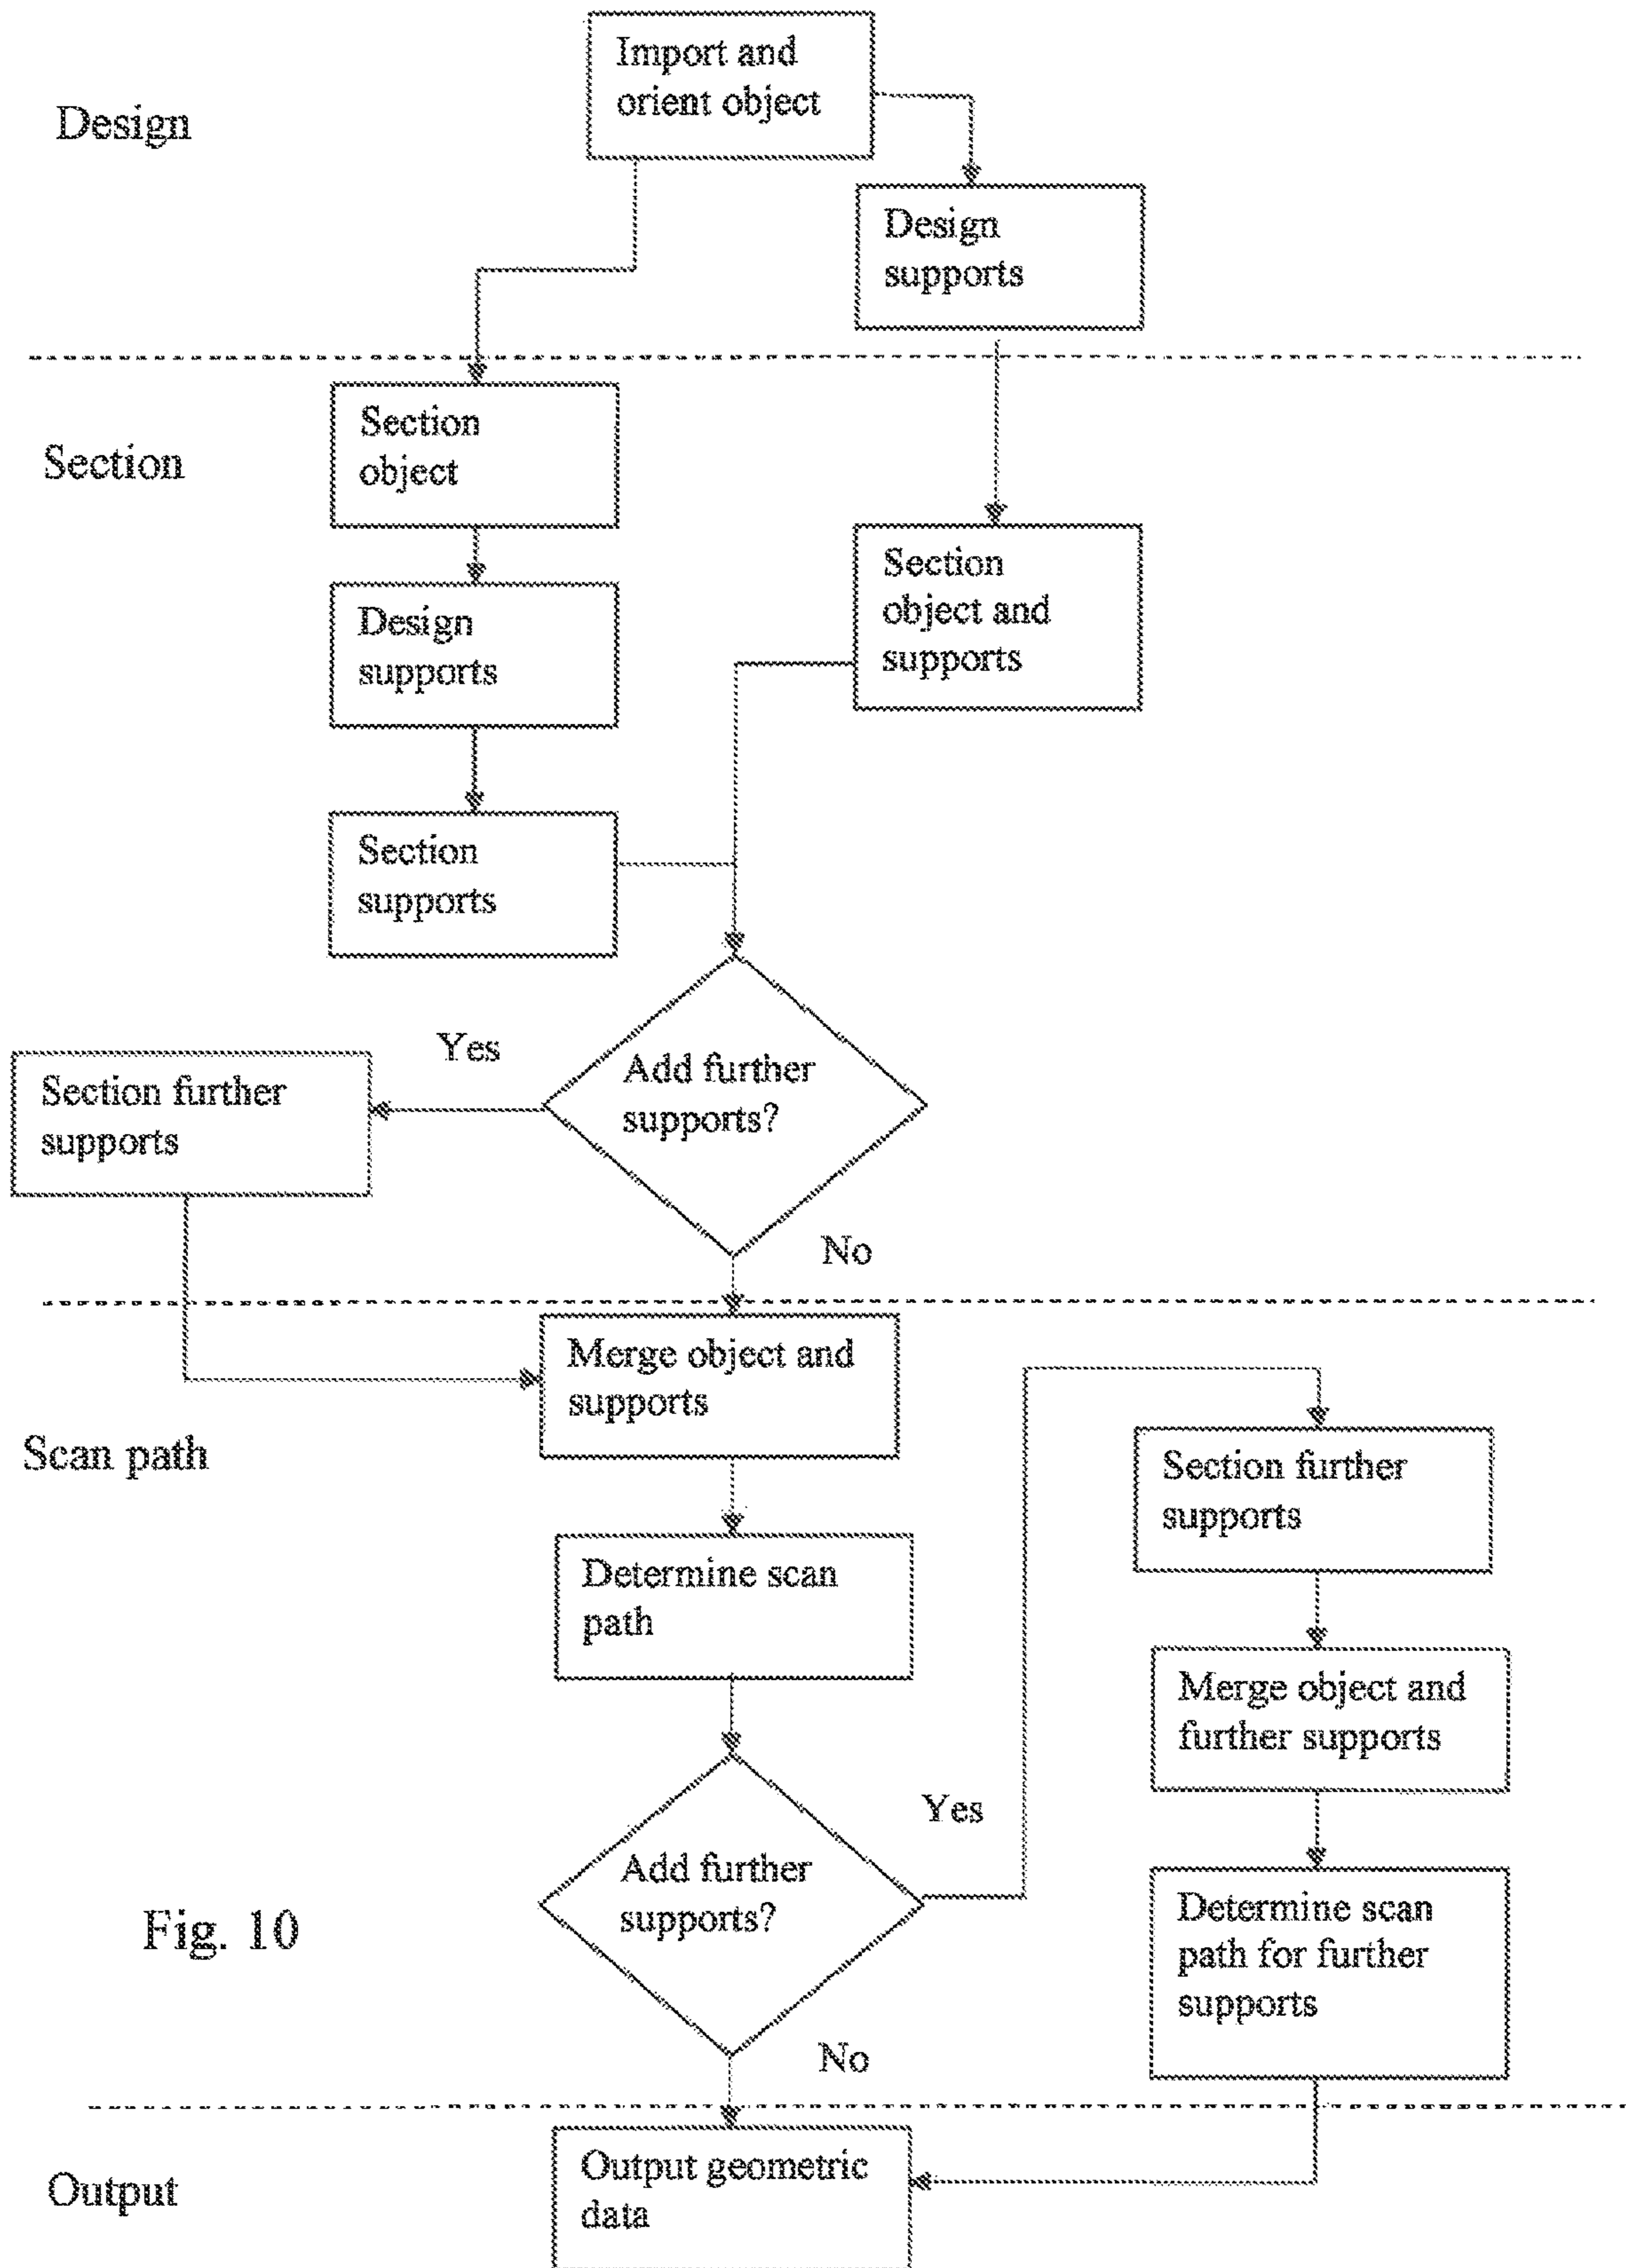 Import and
orient object
Design
Design
supports
Section
object
Section
Section
object and
supports
Design
supports
Section
supports
Yes
Add further
supports?
Section further
supports
No
Merge object and
supports
Scan path
Section further
supports
Determine scan
path
Merge object and
further supports
Yes
Add further
supports?
Determine scan
path for further
supports
Fig. 10
No
Output geometric
data
Output